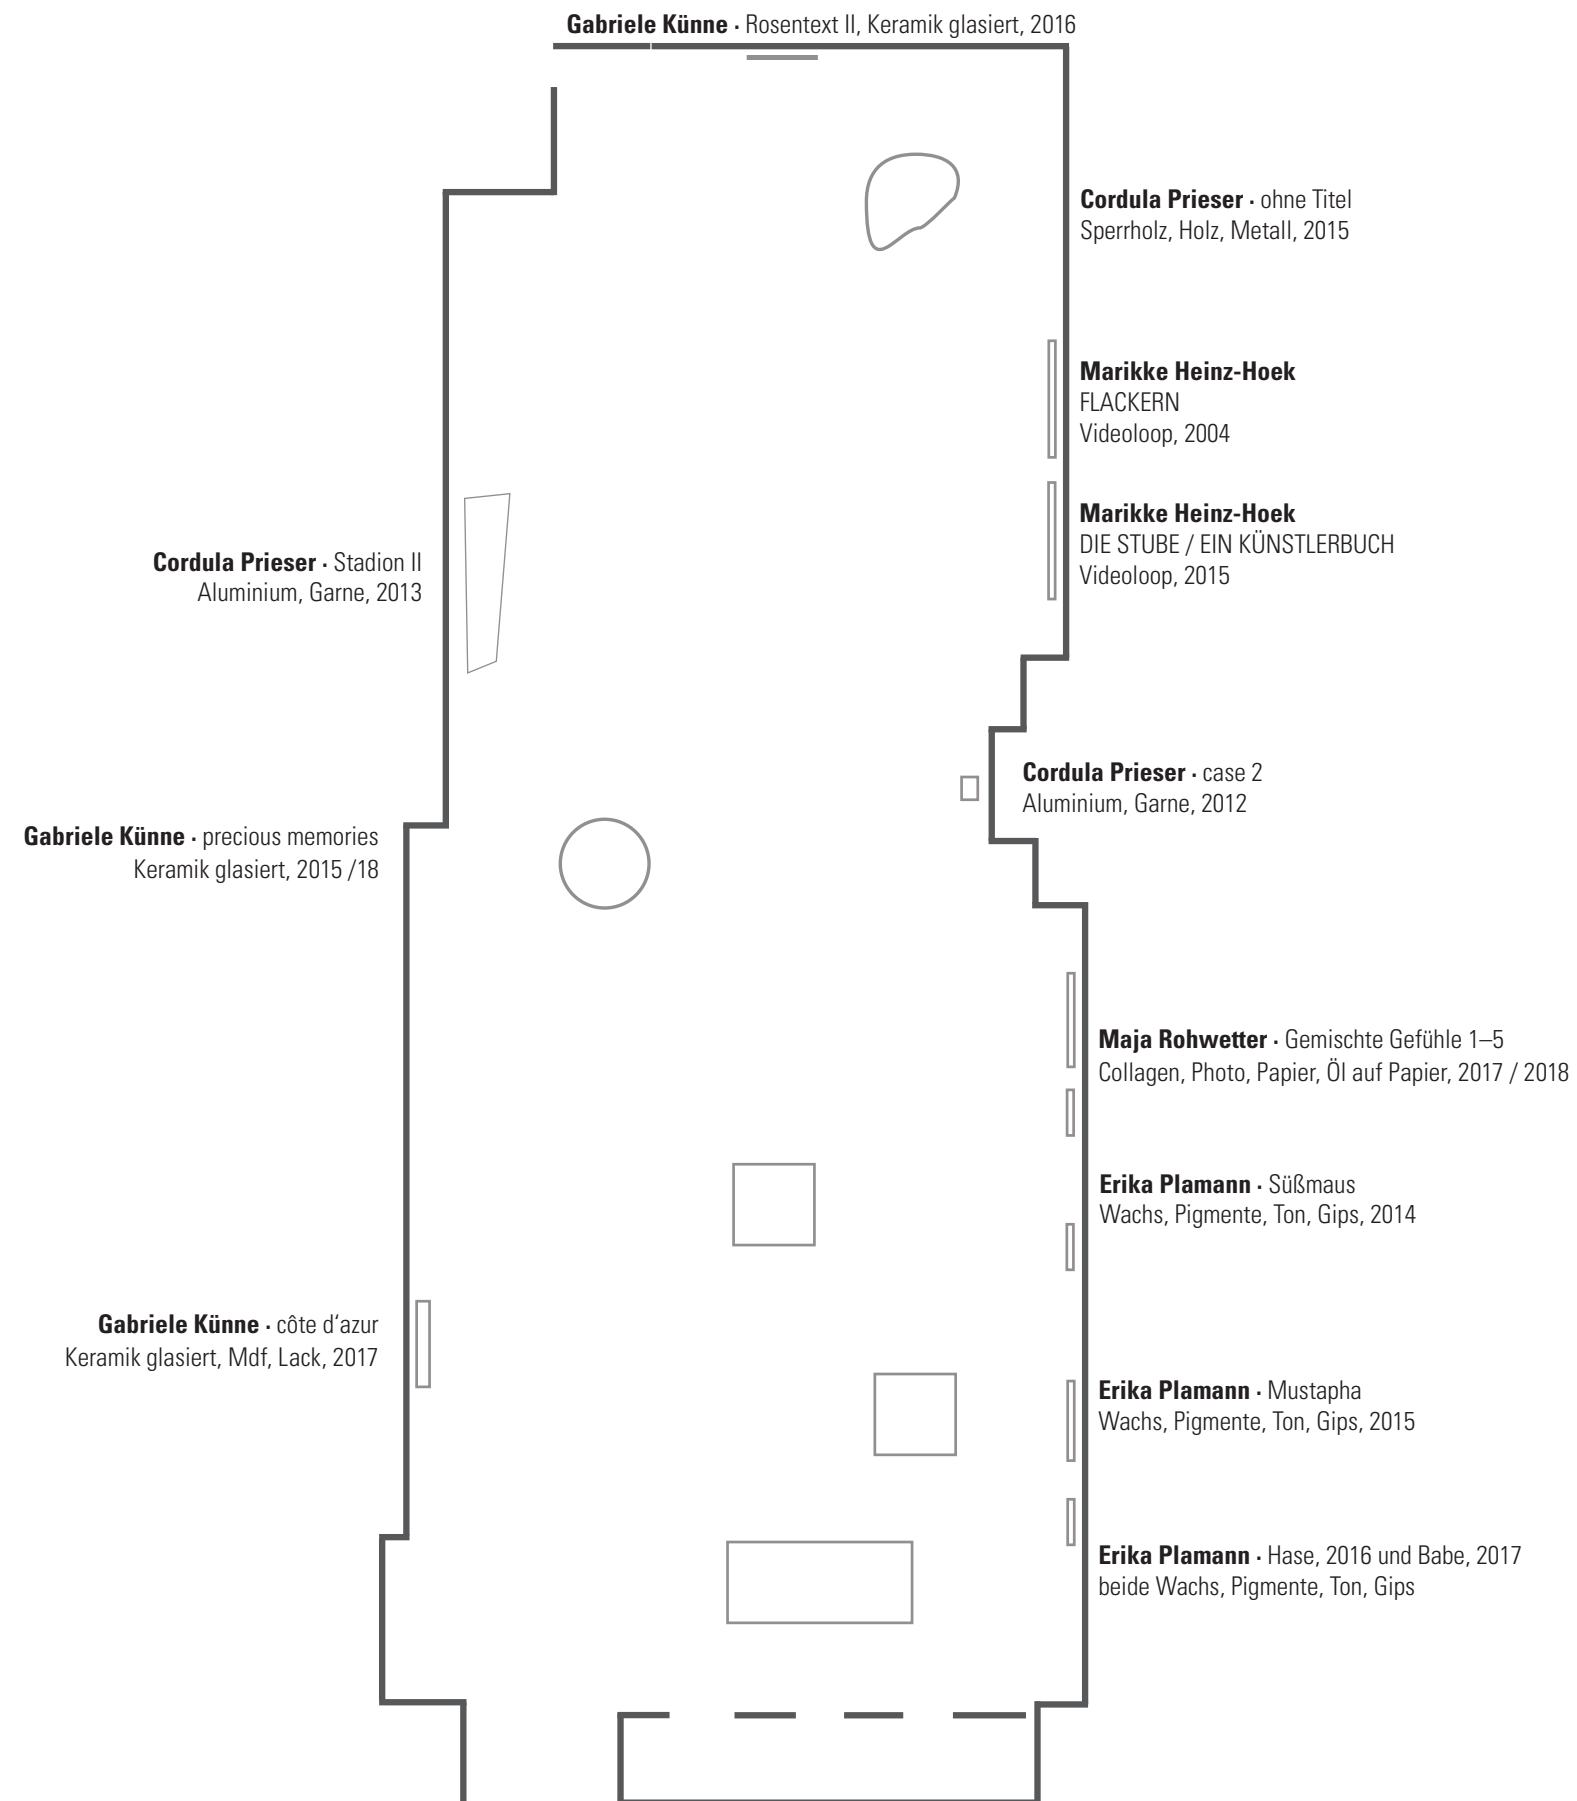 Gabriele Künne · Rosentext II, Keramik glasiert, 2016
Cordula Prieser · ohne Titel
Sperrholz, Holz, Metall, 2015
Marikke Heinz-Hoek
FLACKERN
Videoloop, 2004
Marikke Heinz-Hoek
DIE STUBE / EIN KÜNSTLERBUCH
Videoloop, 2015
Cordula Prieser · Stadion II
Aluminium, Garne, 2013
Cordula Prieser · case 2
Aluminium, Garne, 2012
Gabriele Künne · precious memories
Keramik glasiert, 2015 /18
Maja Rohwetter · Gemischte Gefühle 1–5
Collagen, Photo, Papier, Öl auf Papier, 2017 / 2018
Erika Plamann · Süßmaus
Wachs, Pigmente, Ton, Gips, 2014
Gabriele Künne · côte d‘azur
Keramik glasiert, Mdf, Lack, 2017
Erika Plamann · Mustapha
Wachs, Pigmente, Ton, Gips, 2015
Erika Plamann · Hase, 2016 und Babe, 2017
beide Wachs, Pigmente, Ton, Gips